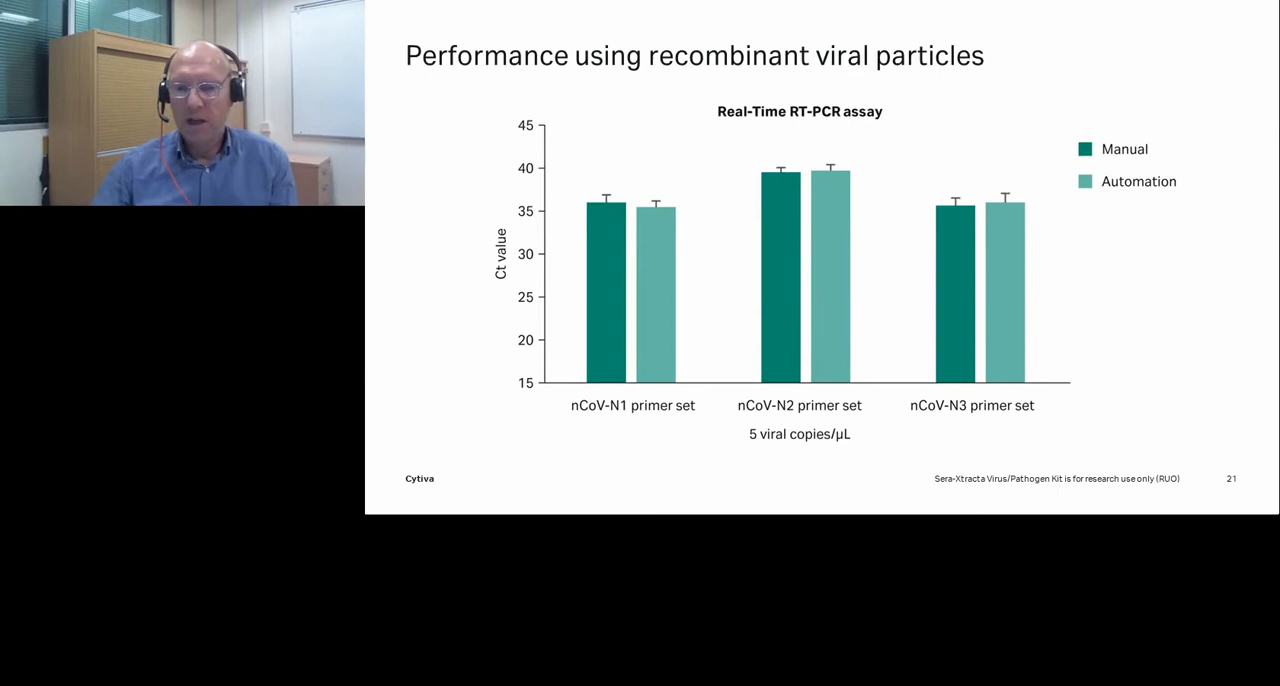 Performance using recombinant viral particles
Real-Time RT-PCR assay
45
40
35
30
25
20
15
Ct value
Manual
Automation
nCoV-N1 primer set
nCoV-N2 primer set
nCoV-N3 primer set
5 viral copies/µL
Cytiva
Sera-Xtracta Virus/Pathogen Kit is for research use only (RUO)
21